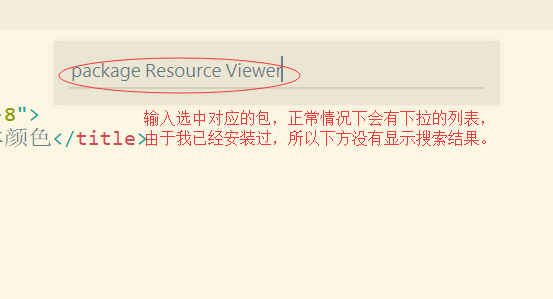 package Resource Viewer
-8">
输入选中对应的包，正常情况下会有下拉的列表，
体颜色</title>由于我已经安装过，所以下方没有显示搜索结果。